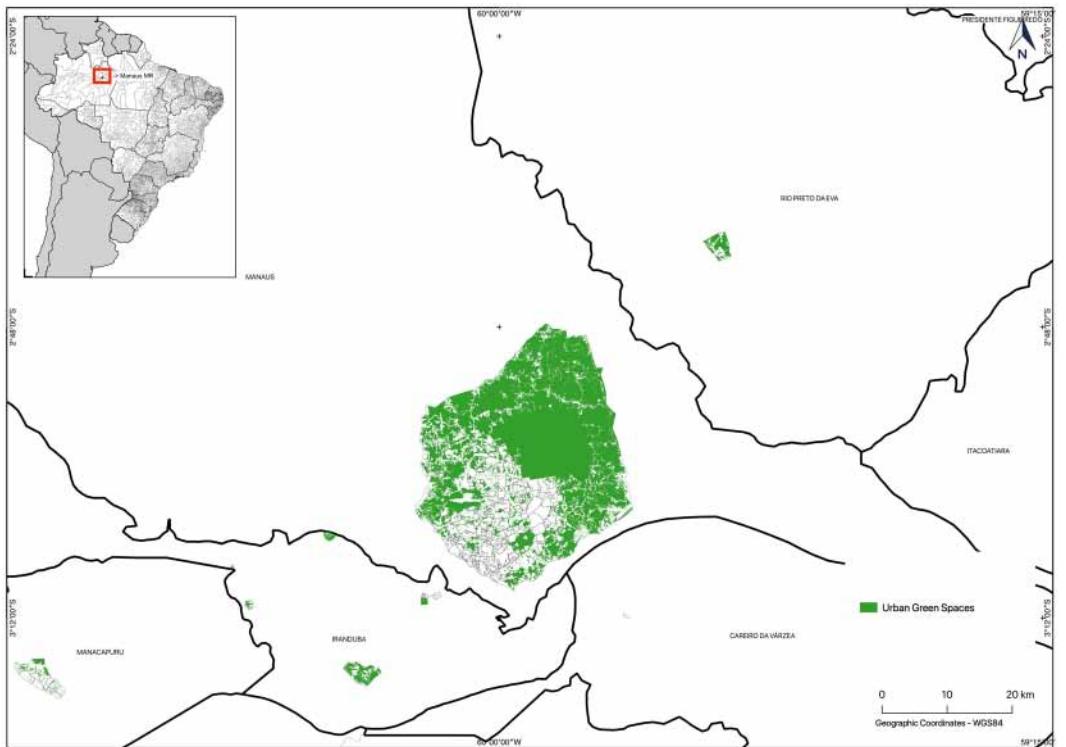 60°00'00"W
59°15'00"
2°24'00"S
2°24'00"S
PRESIDENTE FIGUEIREDO
N
-> Manaus MR
RIO PRETO DA EVA
MANAUS
2°48'00"S
2°48'00"S
ITACOATIARA
3°12'00"S
3°12'00"S
Urban Green Spaces
MANACAPURU
IRANDUBA
CAREIRO DA VÁRZEA
0 10 20 km
Geographic Coordinates - WGS84
60°00'00"W
59°15'00"